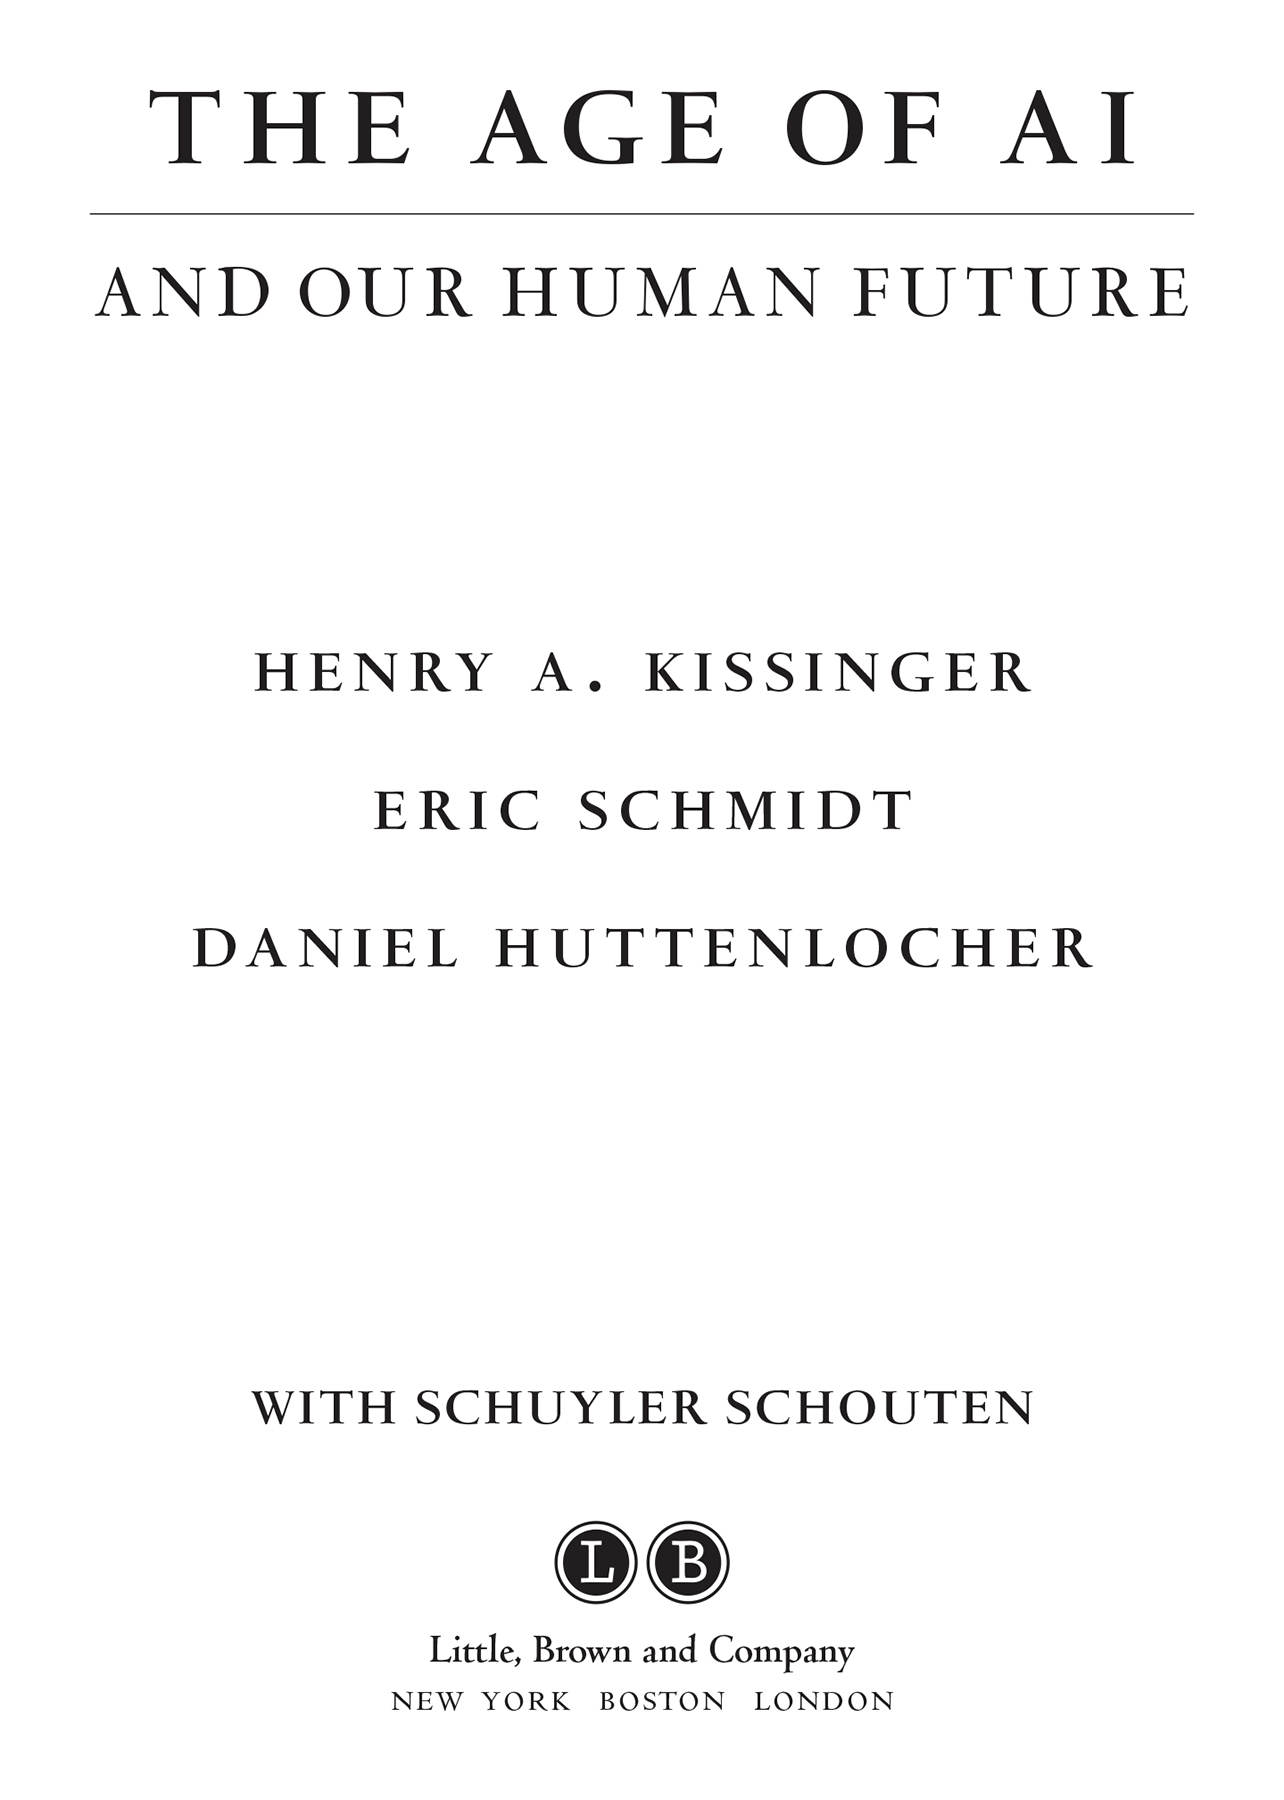 THE AGE OF AI
AND OUR HUMAN FUTURE
HENRY A. KISSINGER
ERIC SCHMIDT
DANIEL HUTTENLOCHER
WITH SCHUYLER SCHOUTEN
L B
Little, Brown and Company
NEW YORK BOSTON LONDON